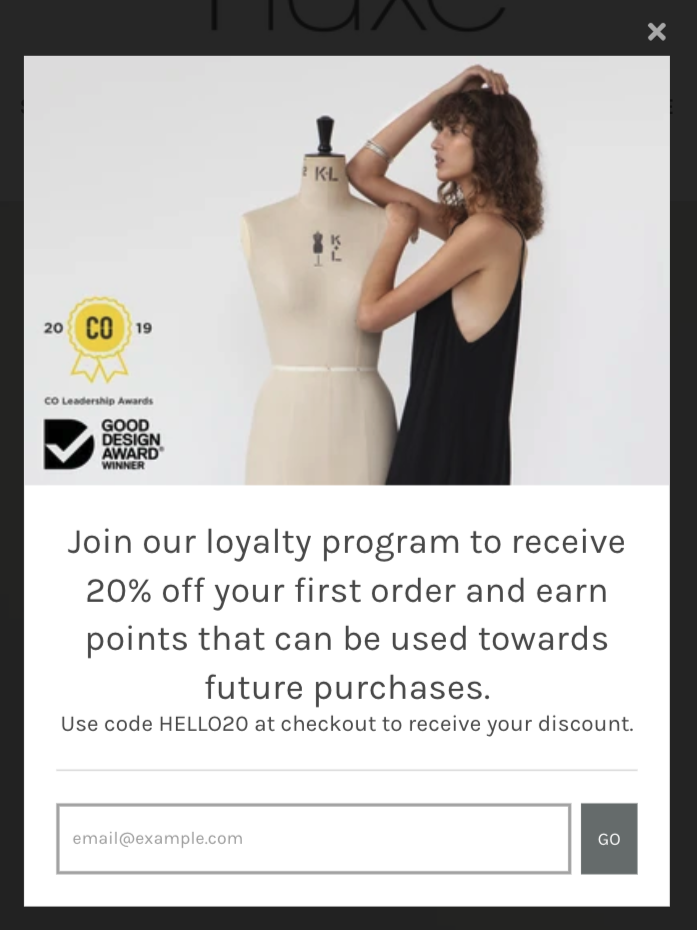 K·L
K
L
20 CO 19
CO Leadership Awards
GOOD
DESIGN
AWARD®
WINNER
Join our loyalty program to receive
20% off your first order and earn
points that can be used towards
future purchases.
Use code HELLO20 at checkout to receive your discount.
email@example.com
GO